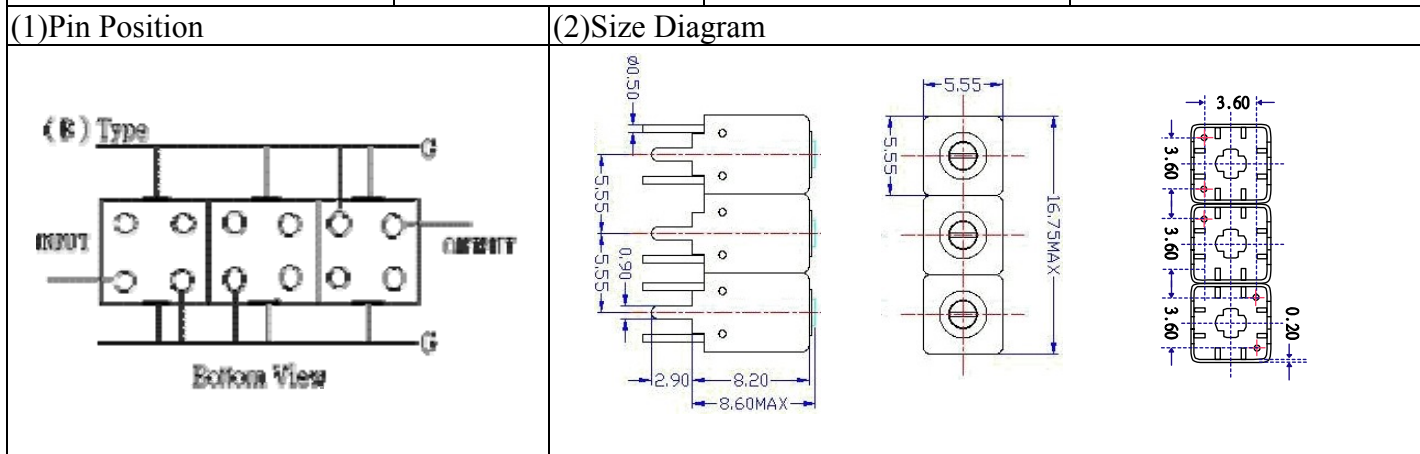 (1)Pin Position
(2)Size Diagram
(B) Type
G
INPUT
OUTPUT
G
Bottom View
Ø0.50
5.55
5.55
0.90
2.90
8.20
8.60MAX
5.55
5.55
16.75MAX
3.60
3.60
3.60
3.60
0.20